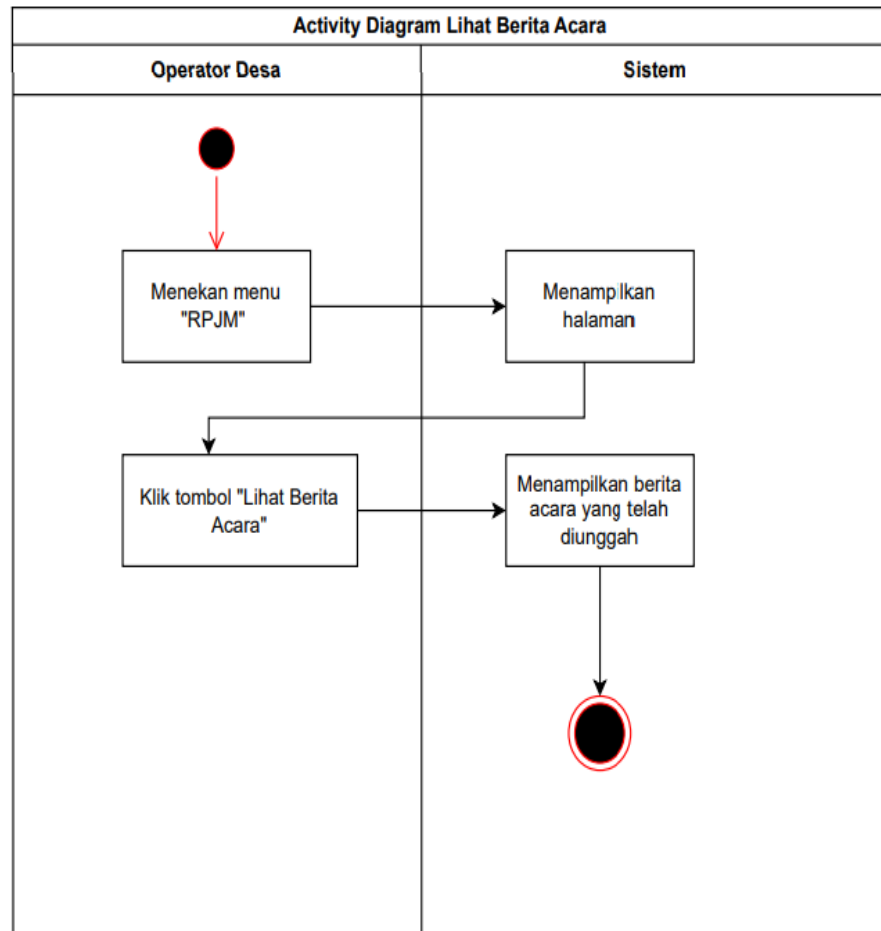 Activity Diagram Lihat Berita Acara
Operator Desa
Sistem
Menekan menu
"RPJM"
Menampilkan
halaman
Klik tombol "Lihat Berita
Acara"
Menampilkan berita
acara yang telah
diunggah